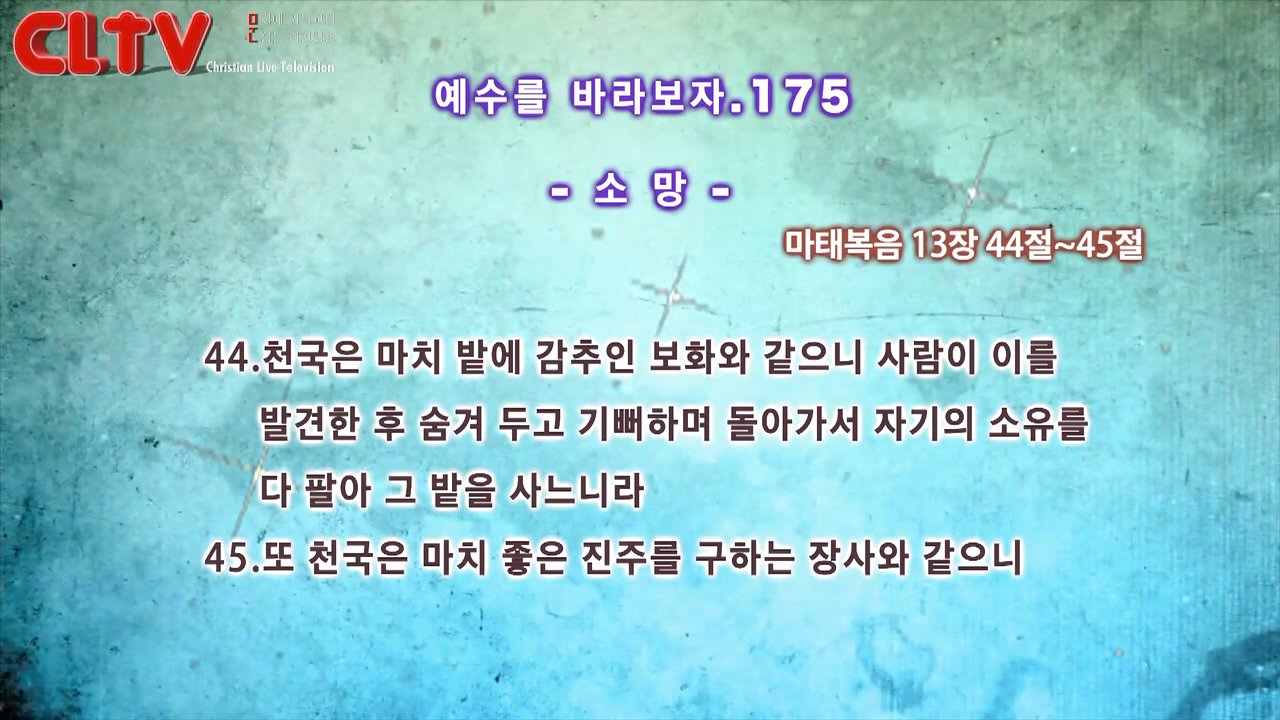 CLTV
Christian Live Television
예수를 바라보자.175
- 소 망 -
마태복음 13장 44절~45절
44.천국은 마치 밭에 감추인 보화와 같으니 사람이 이를
발견한 후 숨겨 두고 기뻐하며 돌아가서 자기의 소유를
다 팔아 그 밭을 사느니라
45.또 천국은 마치 좋은 진주를 구하는 장사와 같으니